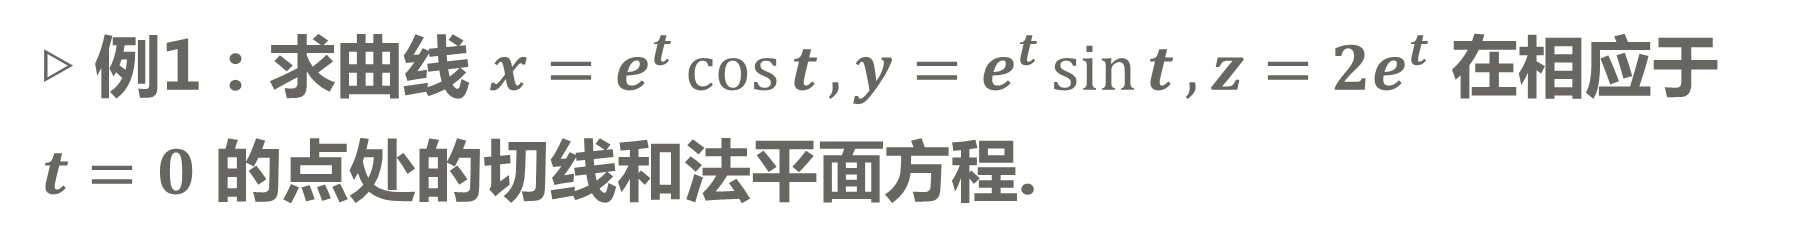 ▷ 例1：求曲线 x = e^t cos t, y = e^t sin t, z = 2e^t 在相应于
t = 0 的点处的切线和法平面方程.